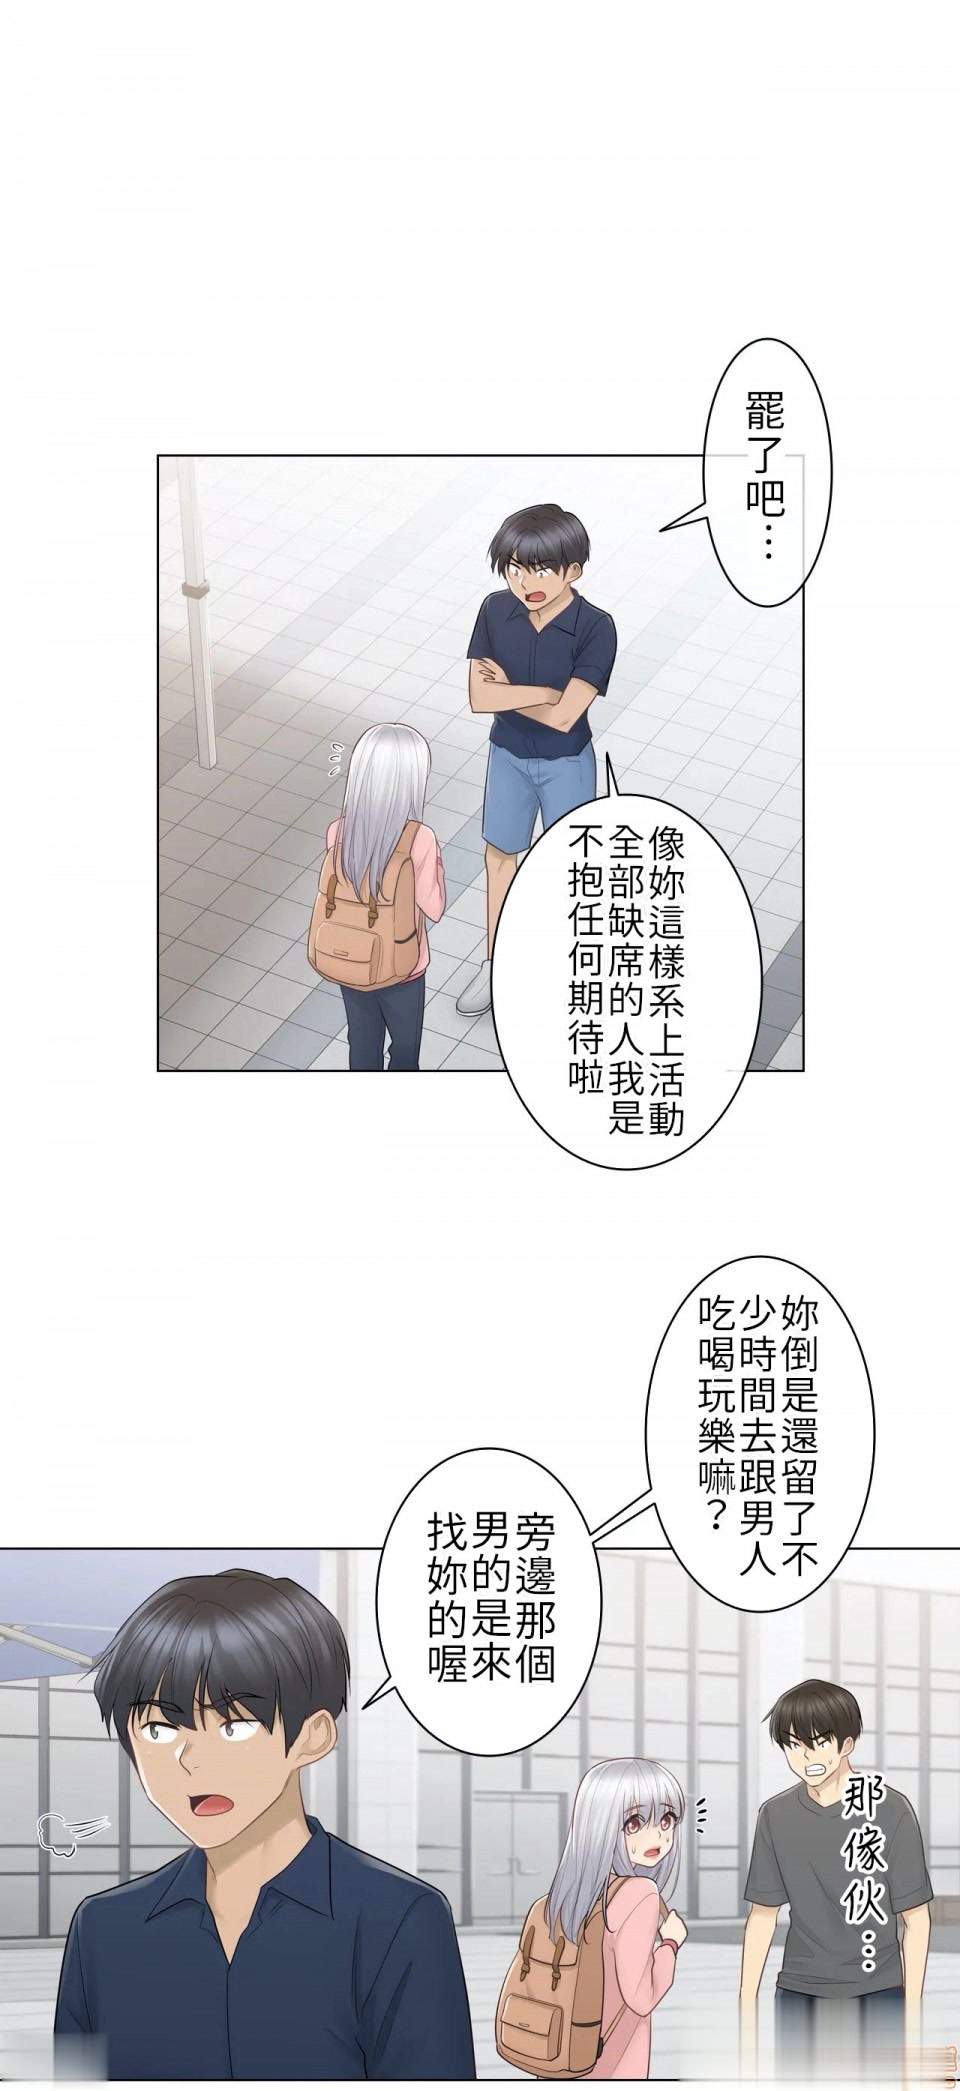 罷了吧…
像妳這樣系上活動
全部缺席的人我是
不抱任何期待啦
妳倒是還留了不
少時間去跟男人
吃喝玩樂嘛？
旁邊那個
男的是來
找妳的喔
那傢伙…